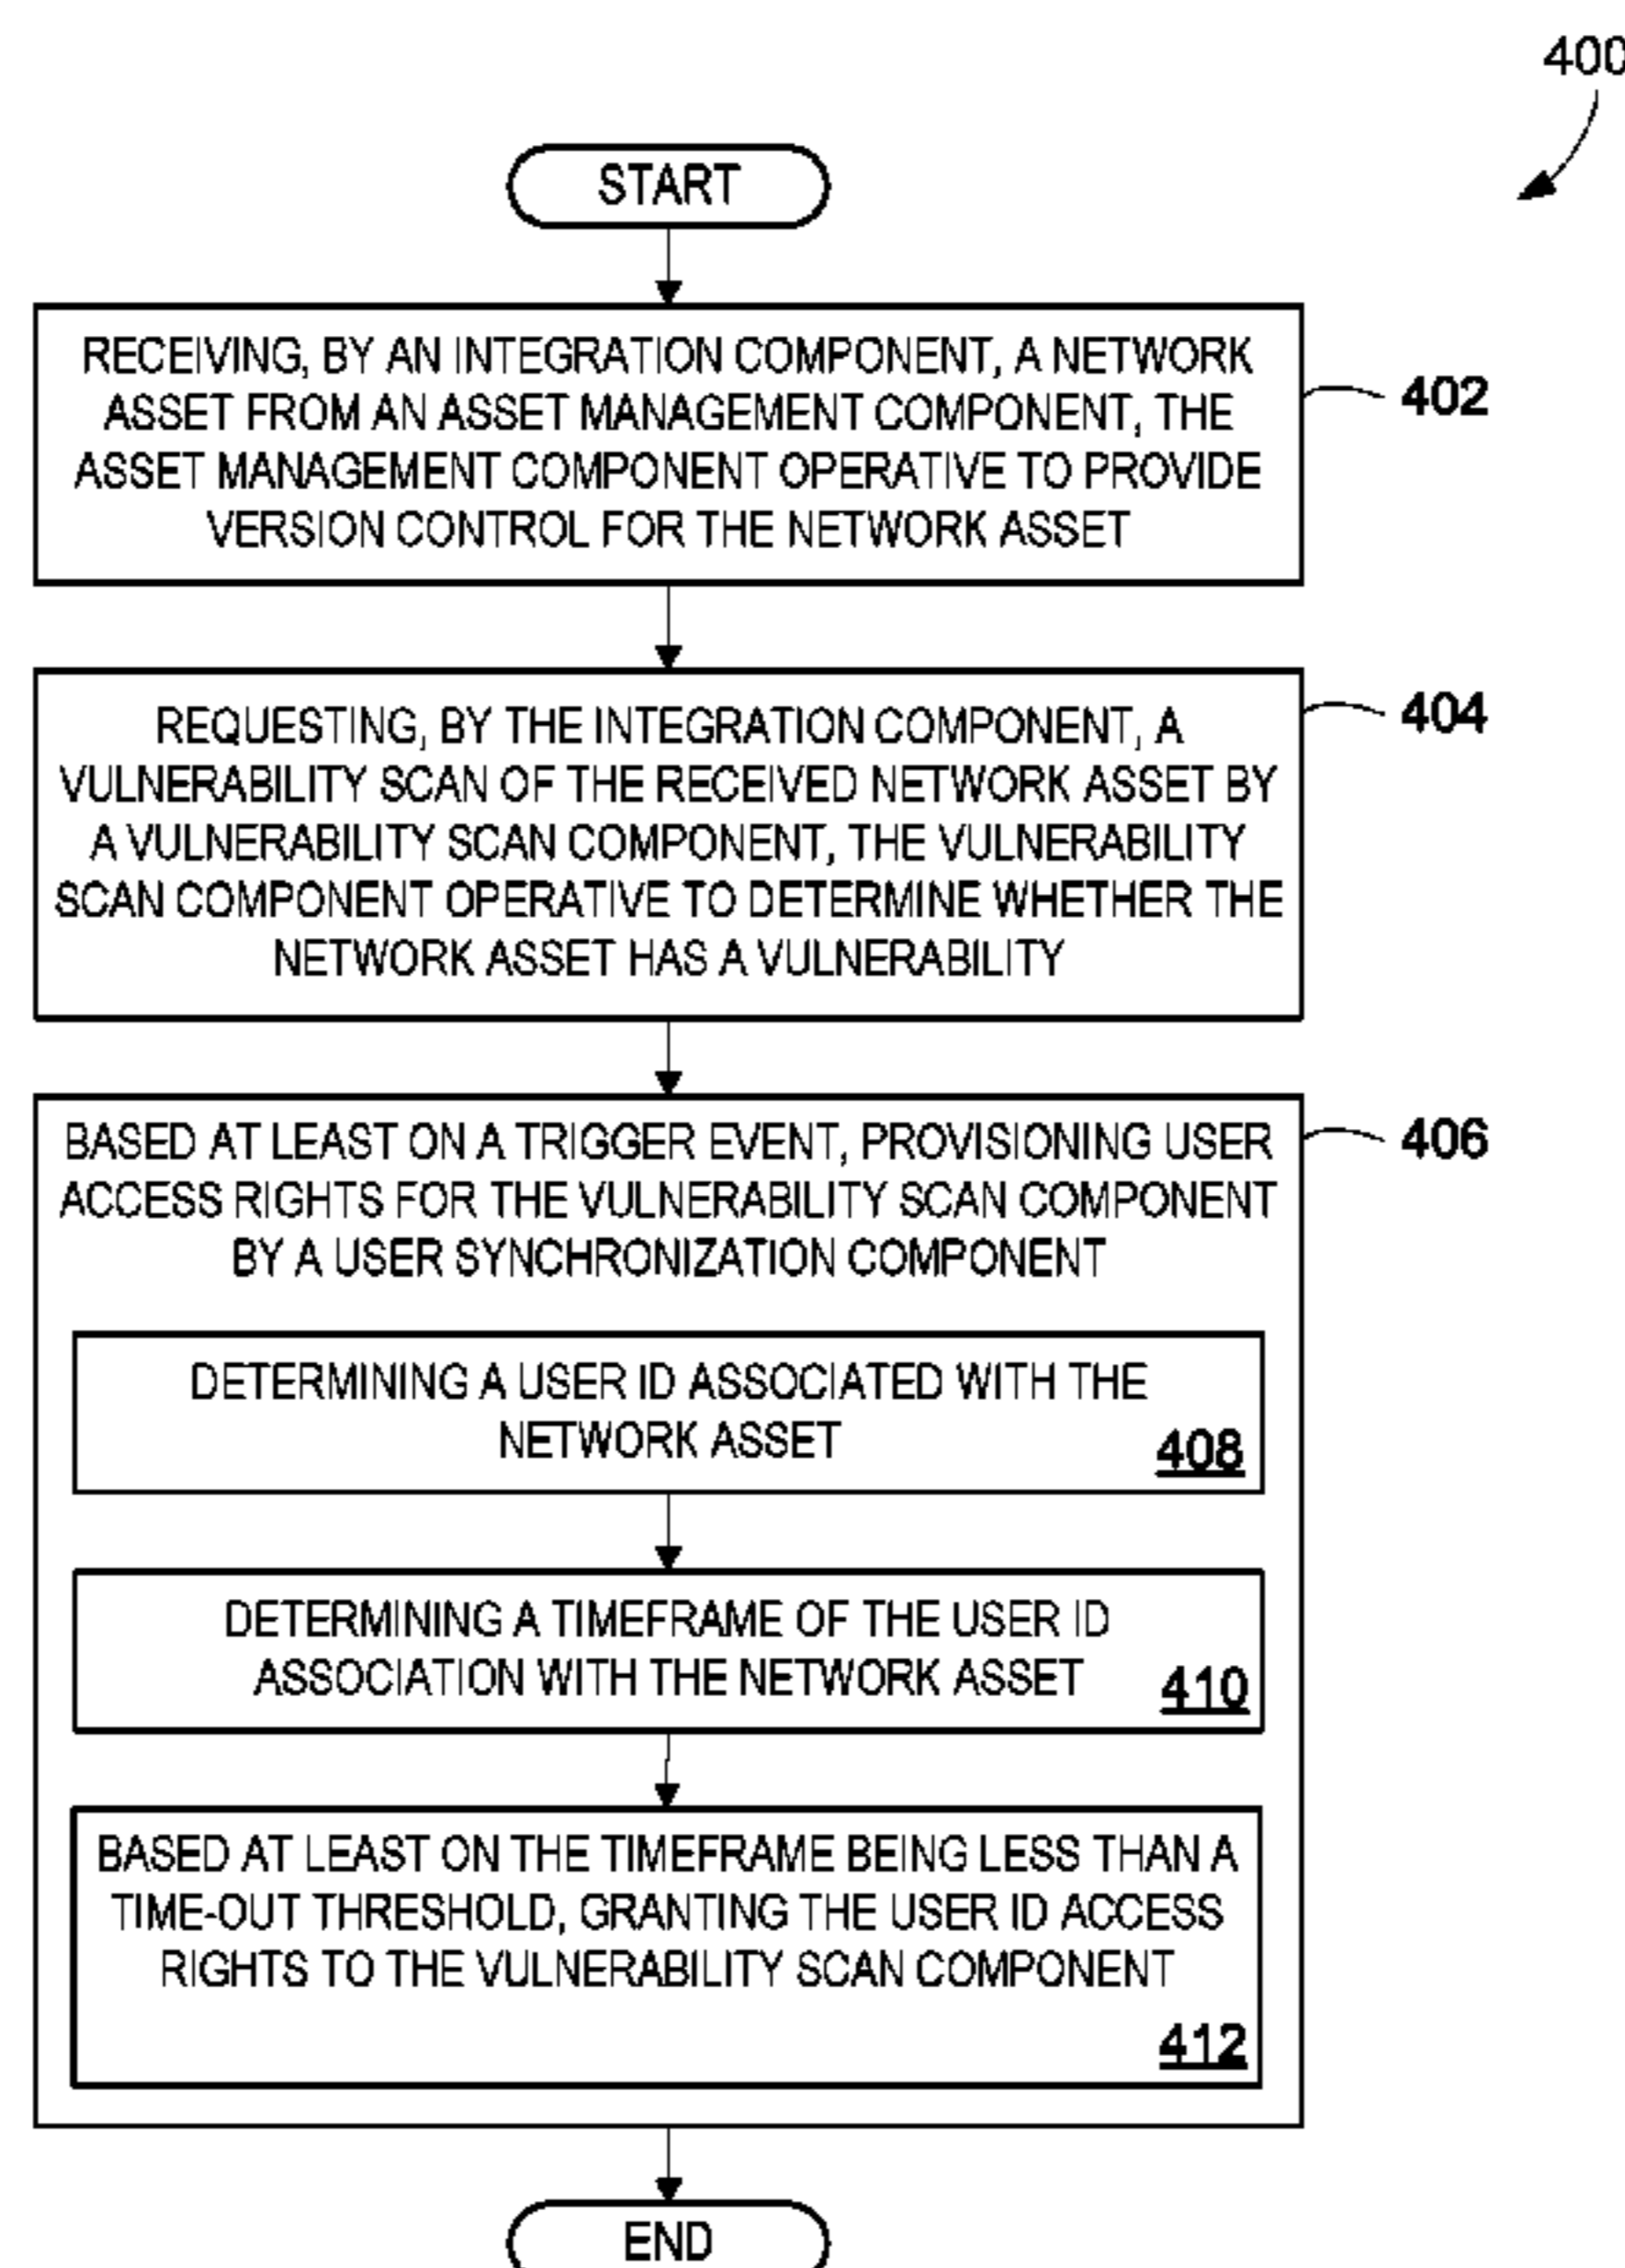 400
START
RECEIVING, BY AN INTEGRATION COMPONENT, A NETWORK
ASSET FROM AN ASSET MANAGEMENT COMPONENT, THE
ASSET MANAGEMENT COMPONENT OPERATIVE TO PROVIDE
VERSION CONTROL FOR THE NETWORK ASSET
402
REQUESTING, BY THE INTEGRATION COMPONENT, A
VULNERABILITY SCAN OF THE RECEIVED NETWORK ASSET BY
A VULNERABILITY SCAN COMPONENT, THE VULNERABILITY
SCAN COMPONENT OPERATIVE TO DETERMINE WHETHER THE
NETWORK ASSET HAS A VULNERABILITY
404
BASED AT LEAST ON A TRIGGER EVENT, PROVISIONING USER
ACCESS RIGHTS FOR THE VULNERABILITY SCAN COMPONENT
BY A USER SYNCHRONIZATION COMPONENT
406
DETERMINING A USER ID ASSOCIATED WITH THE
NETWORK ASSET
408
DETERMINING A TIMEFRAME OF THE USER ID
ASSOCIATION WITH THE NETWORK ASSET
410
BASED AT LEAST ON THE TIMEFRAME BEING LESS THAN A
TIME-OUT THRESHOLD, GRANTING THE USER ID ACCESS
RIGHTS TO THE VULNERABILITY SCAN COMPONENT
412
END